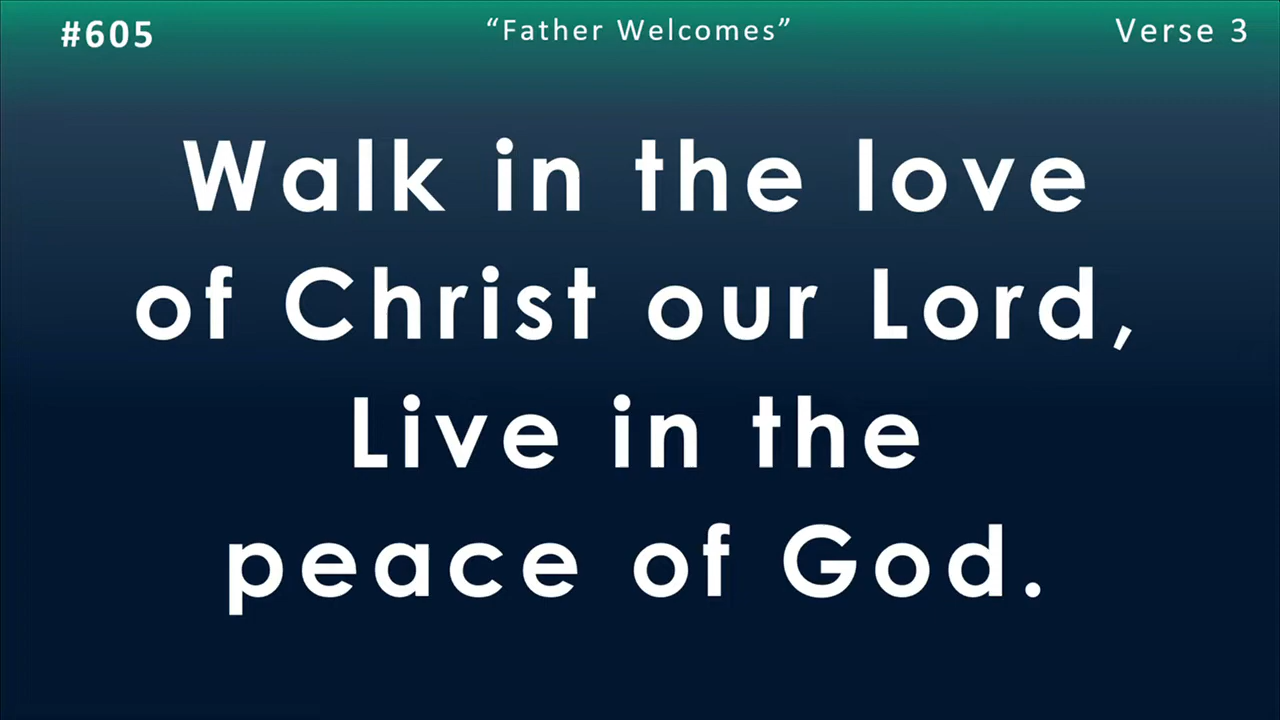 #605 “Father Welcomes” Verse 3
Walk in the love
of Christ our Lord,
Live in the
peace of God.